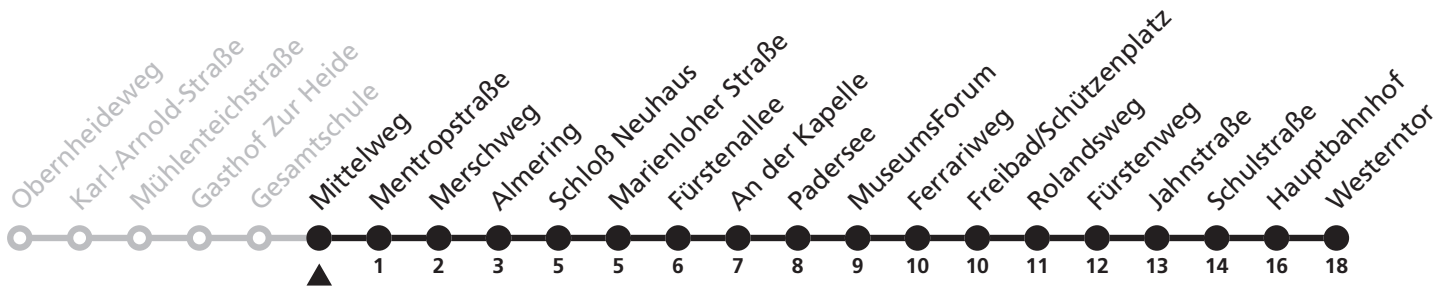 Obernheideweg
Karl-Arnold-Straße
Mühlenteichstraße
Gasthof Zur Heide
Gesamtschule
Mittelweg
Mentropstraße
Merschweg
Almering
Schloß Neuhaus
Marienloher Straße
Fürstenallee
An der Kapelle
Padersee
MuseumsForum
Ferrariweg
Freibad/Schützenplatz
Rolandsweg
Fürstenweg
Jahnstraße
Schulstraße
Hauptbahnhof
Westerntor
1 2 3 5 5 6 7 8 9 10 10 11 12 13 14 16 18